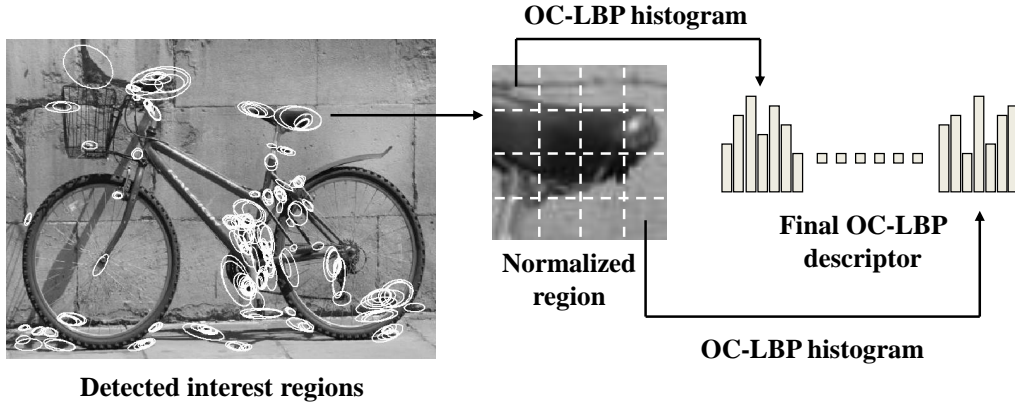 OC-LBP histogram
Normalized
region
Final OC-LBP
descriptor
OC-LBP histogram
Detected interest regions